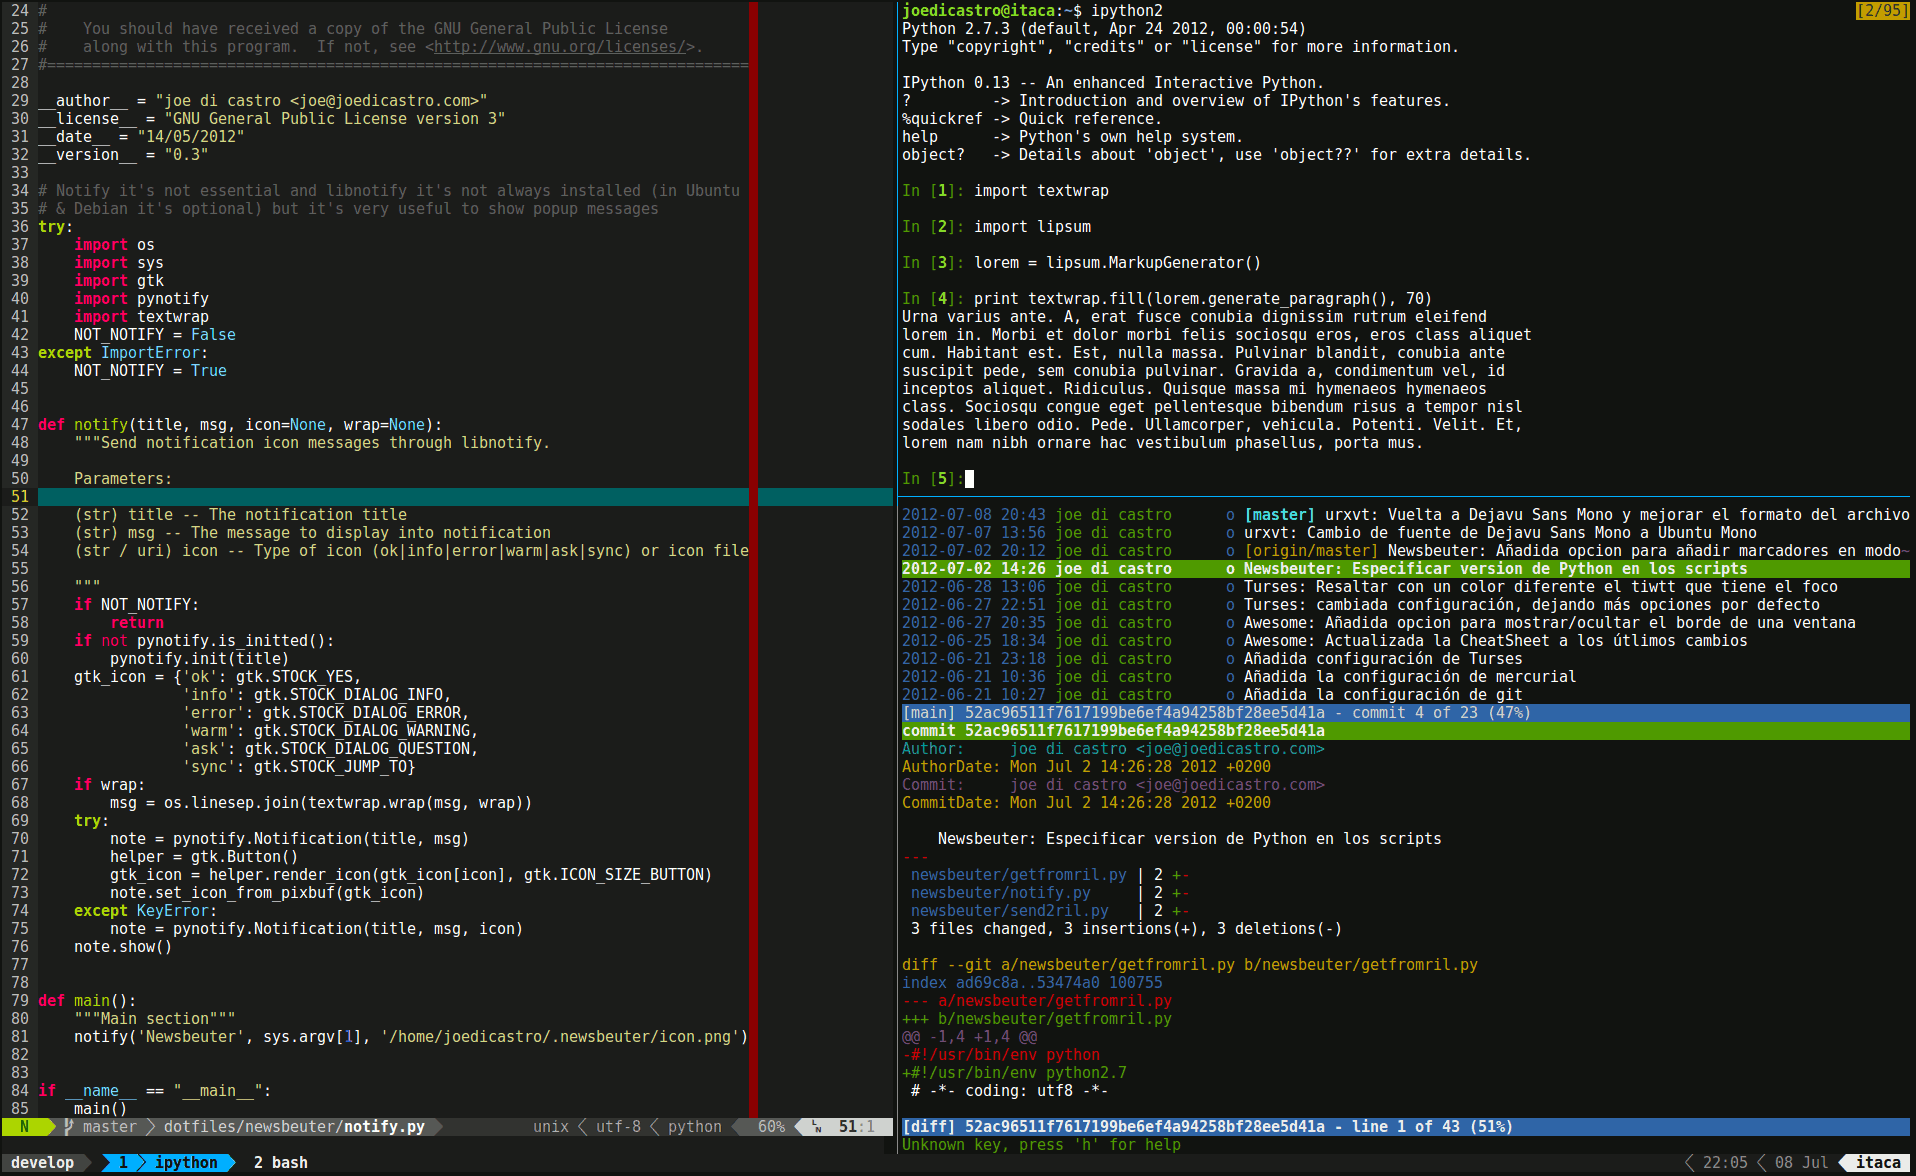 24 #
25 #    You should have received a copy of the GNU General Public License
26 #    along with this program.  If not, see <http://www.gnu.org/licenses/>.
27 #==============================================================================
28
29 __author__ = "joe di castro <joe@joedicastro.com>"
30 __license__ = "GNU General Public License version 3"
31 __date__ = "14/05/2012"
32 __version__ = "0.3"
33
34 # Notify it's not essential and libnotify it's not always installed (in Ubuntu
35 # & Debian it's optional) but it's very useful to show popup messages
36 try:
37     import os
38     import sys
39     import gtk
40     import pynotify
41     import textwrap
42     NOT_NOTIFY = False
43 except ImportError:
44     NOT_NOTIFY = True
45
46
47 def notify(title, msg, icon=None, wrap=None):
48     """Send notification icon messages through libnotify.
49
50     Parameters:
51
52     (str) title -- The notification title
53     (str) msg -- The message to display into notification
54     (str / uri) icon -- Type of icon (ok|info|error|warm|ask|sync) or icon file
55
56     """
57     if NOT_NOTIFY:
58         return
59     if not pynotify.is_initted():
60         pynotify.init(title)
61     gtk_icon = {'ok': gtk.STOCK_YES,
62                 'info': gtk.STOCK_DIALOG_INFO,
63                 'error': gtk.STOCK_DIALOG_ERROR,
64                 'warm': gtk.STOCK_DIALOG_WARNING,
65                 'ask': gtk.STOCK_DIALOG_QUESTION,
66                 'sync': gtk.STOCK_JUMP_TO}
67     if wrap:
68         msg = os.linesep.join(textwrap.wrap(msg, wrap))
69     try:
70         note = pynotify.Notification(title, msg)
71         helper = gtk.Button()
72         gtk_icon = helper.render_icon(gtk_icon[icon], gtk.ICON_SIZE_BUTTON)
73         note.set_icon_from_pixbuf(gtk_icon)
74     except KeyError:
75         note = pynotify.Notification(title, msg, icon)
76     note.show()
77
78
79 def main():
80     """Main section"""
81     notify('Newsbeuter', sys.argv[1], '/home/joedicastro/.newsbeuter/icon.png')
82
83
84 if __name__ == "__main__":
85     main()
N master dotfiles/newsbeuter/notify.py unix utf-8 python 60% LN 51:1
joedicastro@itaca:~$ ipython2 [2/95]
Python 2.7.3 (default, Apr 24 2012, 00:00:54)
Type "copyright", "credits" or "license" for more information.

IPython 0.13 -- An enhanced Interactive Python.
?         -> Introduction and overview of IPython's features.
%quickref -> Quick reference.
help      -> Python's own help system.
object?   -> Details about 'object', use 'object??' for extra details.

In [1]: import textwrap

In [2]: import lipsum

In [3]: lorem = lipsum.MarkupGenerator()

In [4]: print textwrap.fill(lorem.generate_paragraph(), 70)
Urna varius ante. A, erat fusce conubia dignissim rutrum eleifend
lorem in. Morbi et dolor morbi felis sociosqu eros, eros class aliquet
cum. Habitant est. Est, nulla massa. Pulvinar blandit, conubia ante
suscipit pede, sem conubia pulvinar. Gravida a, condimentum vel, id
inceptos aliquet. Ridiculus. Quisque massa mi hymenaeos hymenaeos
class. Sociosqu congue eget pellentesque bibendum risus a tempor nisl
sodales libero odio. Pede. Ullamcorper, vehicula. Potenti. Velit. Et,
lorem nam nibh ornare hac vestibulum phasellus, porta mus.

In [5]:
2012-07-08 20:43 joe di castro      o [master] urxvt: Vuelta a Dejavu Sans Mono y mejorar el formato del archivo
2012-07-07 13:56 joe di castro      o urxvt: Cambio de fuente de Dejavu Sans Mono a Ubuntu Mono
2012-07-02 20:12 joe di castro      o [origin/master] Newsbeuter: Añadida opcion para añadir marcadores en modo~
2012-07-02 14:26 joe di castro      o Newsbeuter: Especificar version de Python en los scripts
2012-06-28 13:06 joe di castro      o Turses: Resaltar con un color diferente el tiwtt que tiene el foco
2012-06-27 22:51 joe di castro      o Turses: cambiada configuración, dejando más opciones por defecto
2012-06-27 20:35 joe di castro      o Awesome: Añadida opcion para mostrar/ocultar el borde de una ventana
2012-06-25 18:34 joe di castro      o Awesome: Actualizada la CheatSheet a los útlimos cambios
2012-06-21 23:18 joe di castro      o Añadida configuración de Turses
2012-06-21 10:36 joe di castro      o Añadida la configuración de mercurial
2012-06-21 10:27 joe di castro      o Añadida la configuración de git
[main] 52ac96511f7617199be6ef4a94258bf28ee5d41a - commit 4 of 23 (47%)
commit 52ac96511f7617199be6ef4a94258bf28ee5d41a
Author:     joe di castro <joe@joedicastro.com>
AuthorDate: Mon Jul 2 14:26:28 2012 +0200
Commit:     joe di castro <joe@joedicastro.com>
CommitDate: Mon Jul 2 14:26:28 2012 +0200

    Newsbeuter: Especificar version de Python en los scripts
---
 newsbeuter/getfromril.py | 2 +-
 newsbeuter/notify.py     | 2 +-
 newsbeuter/send2ril.py   | 2 +-
 3 files changed, 3 insertions(+), 3 deletions(-)

diff --git a/newsbeuter/getfromril.py b/newsbeuter/getfromril.py
index ad69c8a..53474a0 100755
--- a/newsbeuter/getfromril.py
+++ b/newsbeuter/getfromril.py
@@ -1,4 +1,4 @@
-#!/usr/bin/env python
+#!/usr/bin/env python2.7
 # -*- coding: utf8 -*-

[diff] 52ac96511f7617199be6ef4a94258bf28ee5d41a - line 1 of 43 (51%)
Unknown key, press 'h' for help
develop 1 ipython 2 bash 22:05 08 Jul itaca